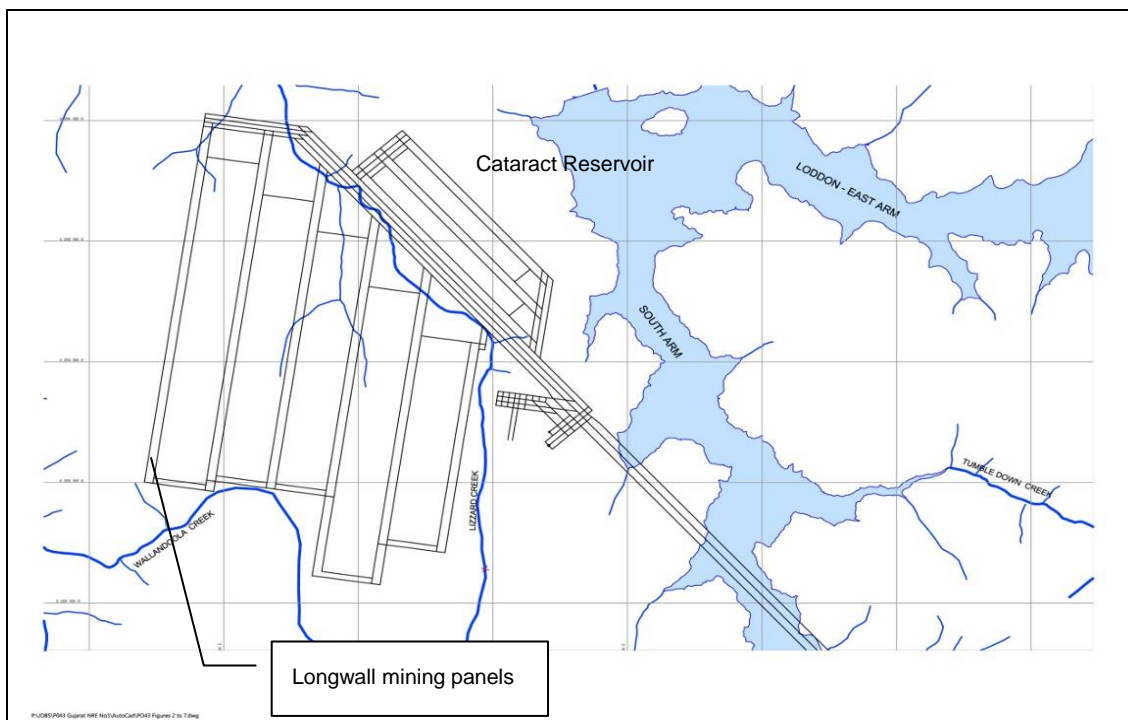 Cataract Reservoir
LODDON - EAST ARM
SOUTH ARM
TUMBLE DOWN CREEK
LIZZARD CREEK
WALLANDOOLA CREEK
Longwall mining panels
P:\JOBS\P043 Gujarat NRE No1\AutoCad\PO43 Figures 2 to 7.dwg